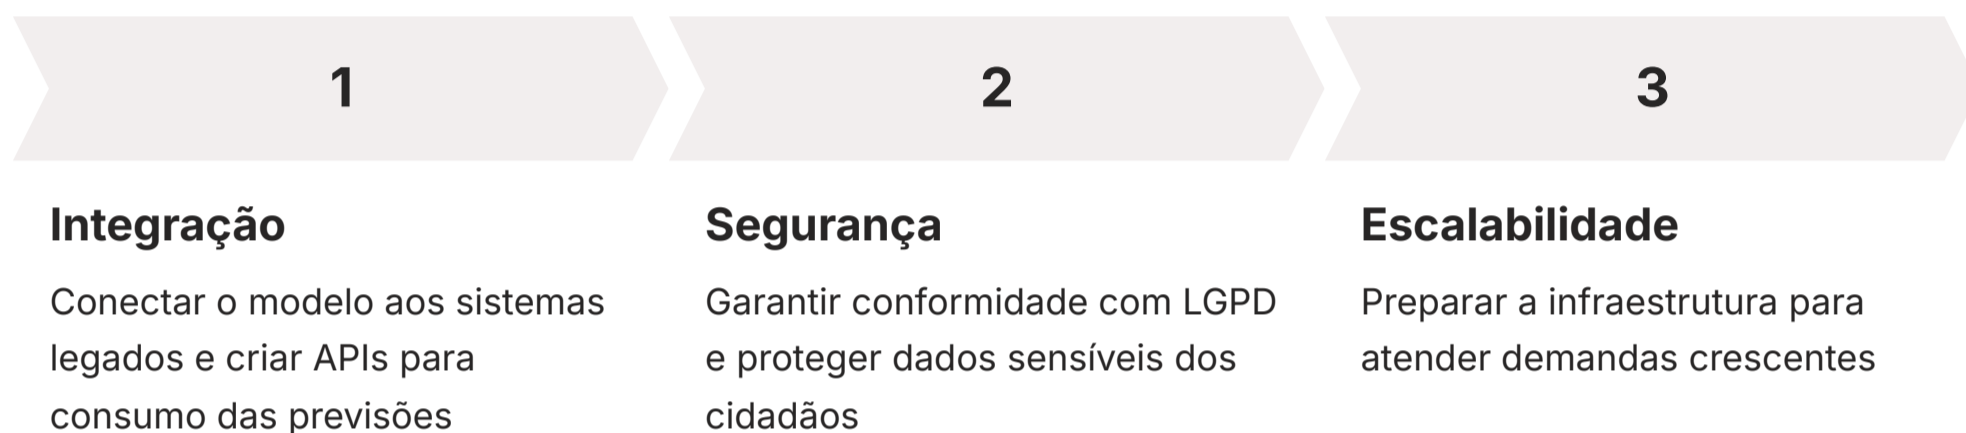 1
Integração
Conectar o modelo aos sistemas
legados e criar APIs para
consumo das previsões
2
Segurança
Garantir conformidade com LGPD
e proteger dados sensíveis dos
cidadãos
3
Escalabilidade
Preparar a infraestrutura para
atender demandas crescentes